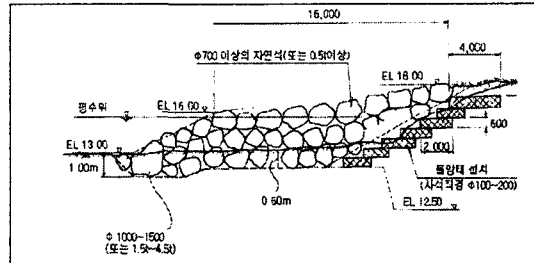 16,000
Φ700 이상의 자연석(또는 0.5t이상)
4,000
EL 18.00
평수위
EL 16.00
EL 13.00
600
2,000
1.00m
돌망태 설치
(사석직경 Φ100~200)
0.60m
EL 12.50
Φ 1000~1500
(또는 1.5t~4.5t)